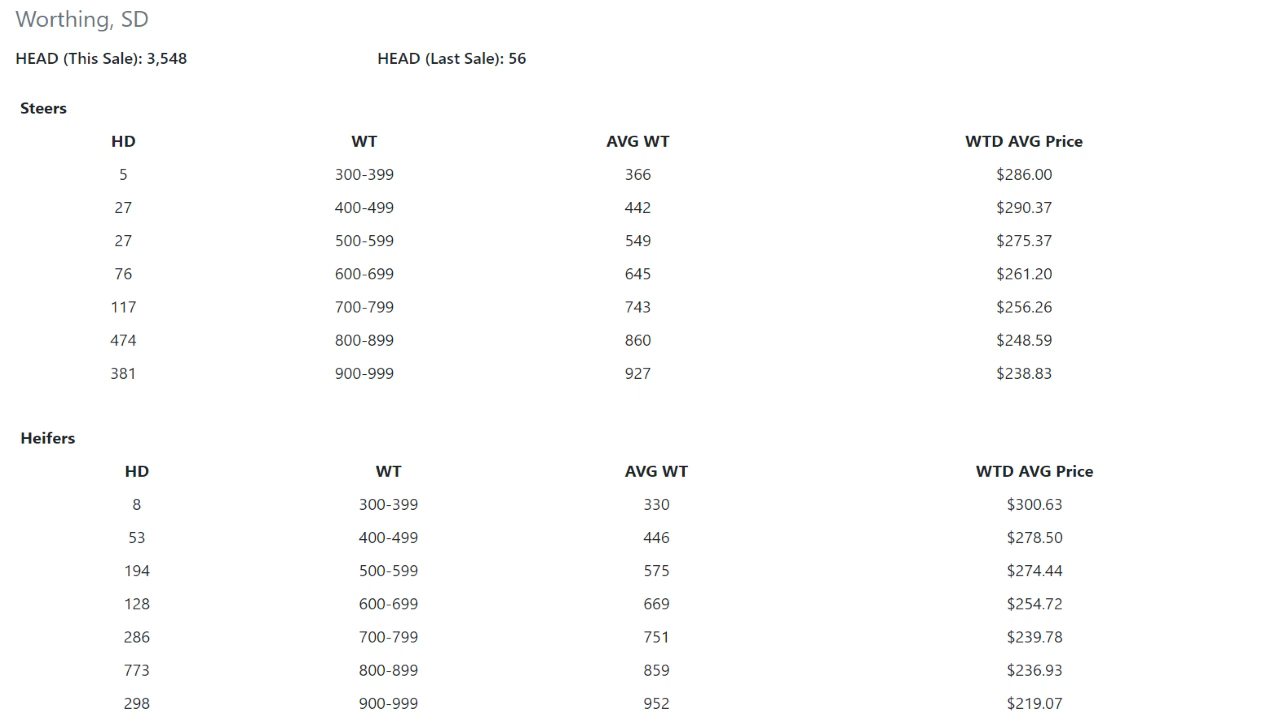 Worthing, SD
HEAD (This Sale): 3,548 HEAD (Last Sale): 56
Steers
HD WT AVG WT WTD AVG Price
5 300-399 366 $286.00
27 400-499 442 $290.37
27 500-599 549 $275.37
76 600-699 645 $261.20
117 700-799 743 $256.26
474 800-899 860 $248.59
381 900-999 927 $238.83
Heifers
HD WT AVG WT WTD AVG Price
8 300-399 330 $300.63
53 400-499 446 $278.50
194 500-599 575 $274.44
128 600-699 669 $254.72
286 700-799 751 $239.78
773 800-899 859 $236.93
298 900-999 952 $219.07